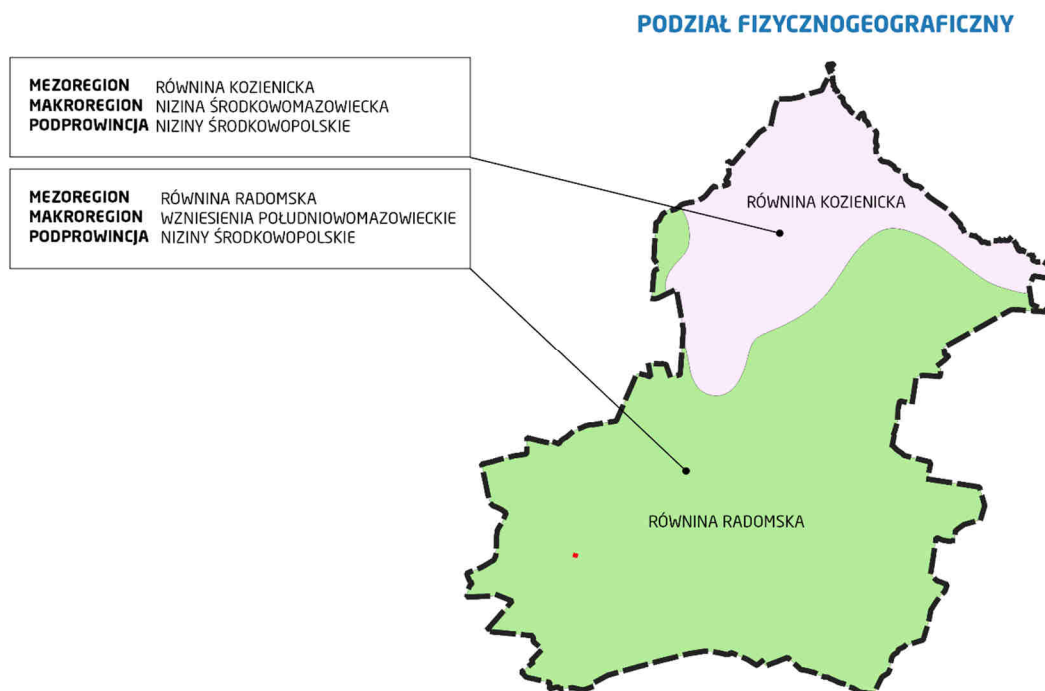 PODZIAŁ FIZYCZNOGEOGRAFICZNY
MEZOREGION RÓWNINA KOZIENICKA
MAKROREGION NIZINA ŚRODKOWOMAZOWIECKA
PODPROWINCJA NIZINY ŚRODKOWOPOLSKIE
MEZOREGION RÓWNINA RADOMSKA
MAKROREGION WZNIESIENIA POŁUDNIOWOMAZOWIECKIE
PODPROWINCJA NIZINY ŚRODKOWOPOLSKIE
RÓWNINA KOZIENICKA
RÓWNINA RADOMSKA